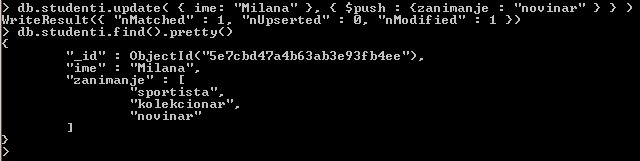 > db.studenti.update( { ime: "Milana" }, { $push : {zanimanje : "novinar" } } )
WriteResult({ "nMatched" : 1, "nUpserted" : 0, "nModified" : 1 })
> db.studenti.find().pretty()
{
        "_id" : ObjectId("5e7cbd47a4b63ab3e93fb4ee"),
        "ime" : "Milana",
        "zanimanje" : [
                "sportista",
                "kolekcionar",
                "novinar"
        ]
}
>